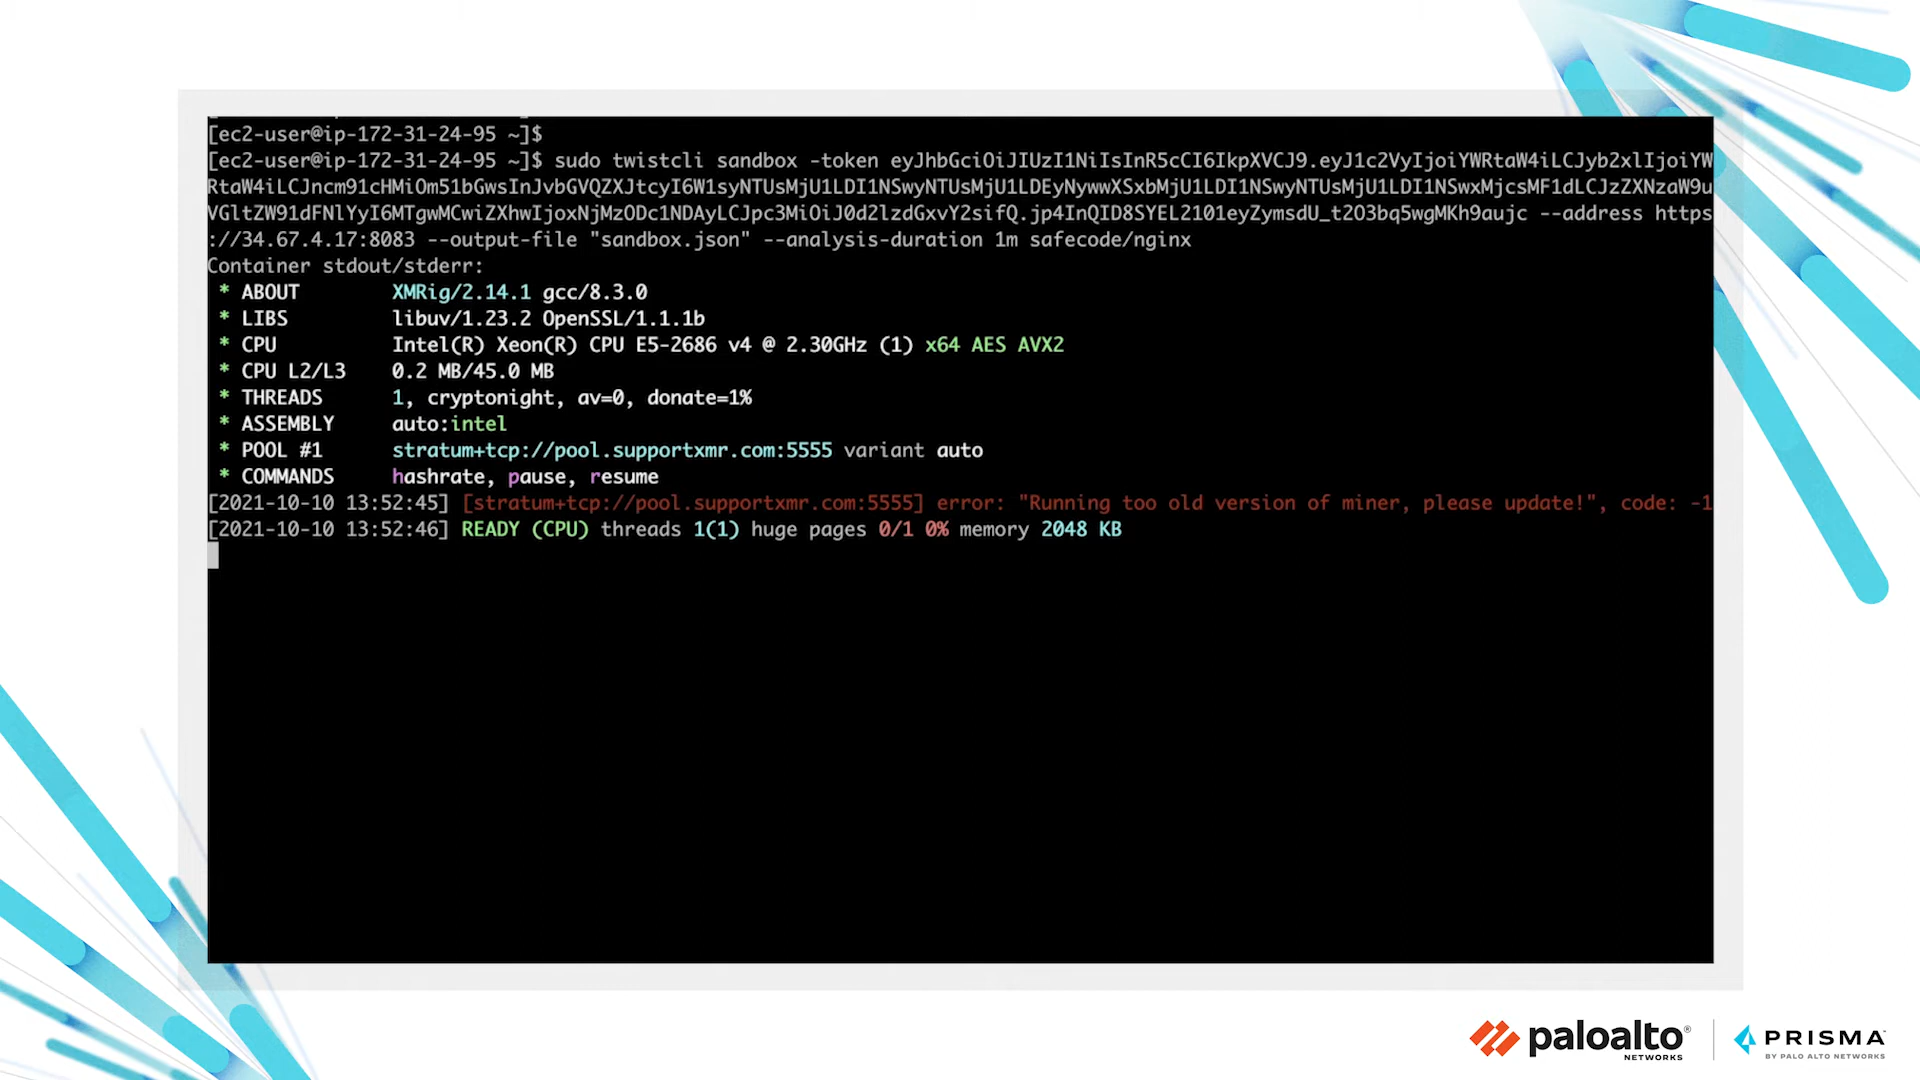 [ec2-user@ip-172-31-24-95 ~]$
[ec2-user@ip-172-31-24-95 ~]$ sudo twistcli sandbox -token eyJhbGciOiJIUzI1NiIsInR5cCI6IkpXVCJ9.eyJ1c2VyIjoiYWRtaW4iLCJyb2xlIjoiYW
RtaW4iLCJncm91cHMiOm51bGwsInJvbGVQZXJtcyI6W1syNTUsMjU1LDI1NSwyNTUsMjU1LDEyNywwXSxbMjU1LDI1NSwyNTUsMjU1LDI1NSwxMjcsMF1dLCJzZXNzaW9u
VGltZW91dFNlYyI6MTgwMCwiZXhwIjoxNjMzODc1NDAyLCJpc3MiOiJ0d2lzdGxvY2sifQ.jp4InQID8SYEL2101eyZymsdU_t2O3bq5wgMKh9aujc --address https
://34.67.4.17:8083 --output-file "sandbox.json" --analysis-duration 1m safecode/nginx
Container stdout/stderr:
* ABOUT XMRig/2.14.1 gcc/8.3.0
* LIBS libuv/1.23.2 OpenSSL/1.1.1b
* CPU Intel(R) Xeon(R) CPU E5-2686 v4 @ 2.30GHz (1) x64 AES AVX2
* CPU L2/L3 0.2 MB/45.0 MB
* THREADS 1, cryptonight, av=0, donate=1%
* ASSEMBLY auto:intel
* POOL #1 stratum+tcp://pool.supportxmr.com:5555 variant auto
* COMMANDS hashrate, pause, resume
[2021-10-10 13:52:45] [stratum+tcp://pool.supportxmr.com:5555] error: "Running too old version of miner, please update!", code: -1
[2021-10-10 13:52:46] READY (CPU) threads 1(1) huge pages 0/1 0% memory 2048 KB
paloalto®
NETWORKS
PRISMA
BY PALO ALTO NETWORKS